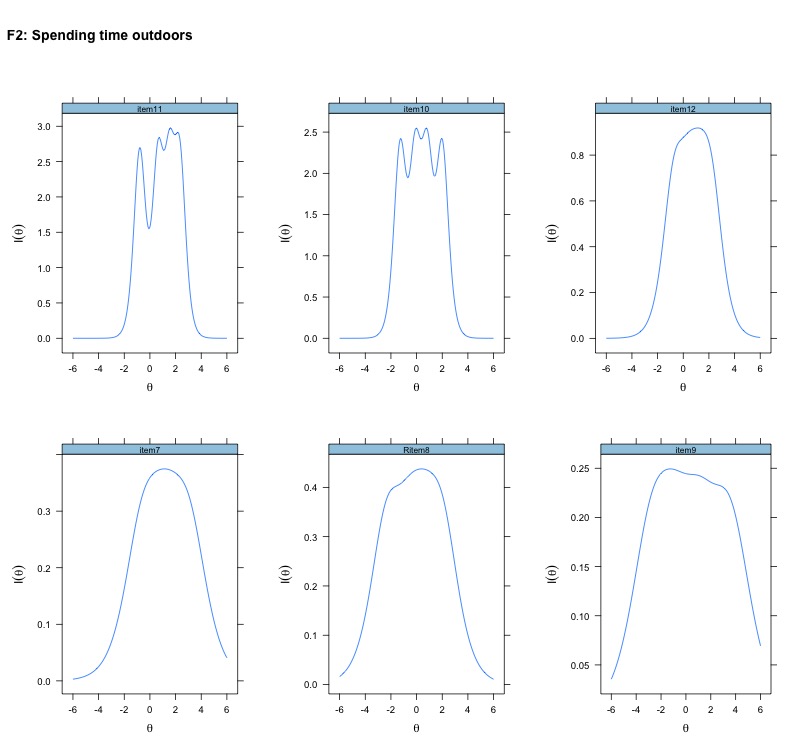 F2: Spending time outdoors
item11
3.0
2.5
2.0
1.5
1.0
0.5
0.0
I(θ)
-6 -4 -2 0 2 4 6
θ
item10
2.5
2.0
1.5
1.0
0.5
0.0
I(θ)
-6 -4 -2 0 2 4 6
θ
item12
0.8
0.6
0.4
0.2
0.0
I(θ)
-6 -4 -2 0 2 4 6
θ
item7
0.3
0.2
0.1
0.0
I(θ)
-6 -4 -2 0 2 4 6
θ
Ritem8
0.4
0.3
0.2
0.1
0.0
I(θ)
-6 -4 -2 0 2 4 6
θ
item9
0.25
0.20
0.15
0.10
0.05
I(θ)
-6 -4 -2 0 2 4 6
θ